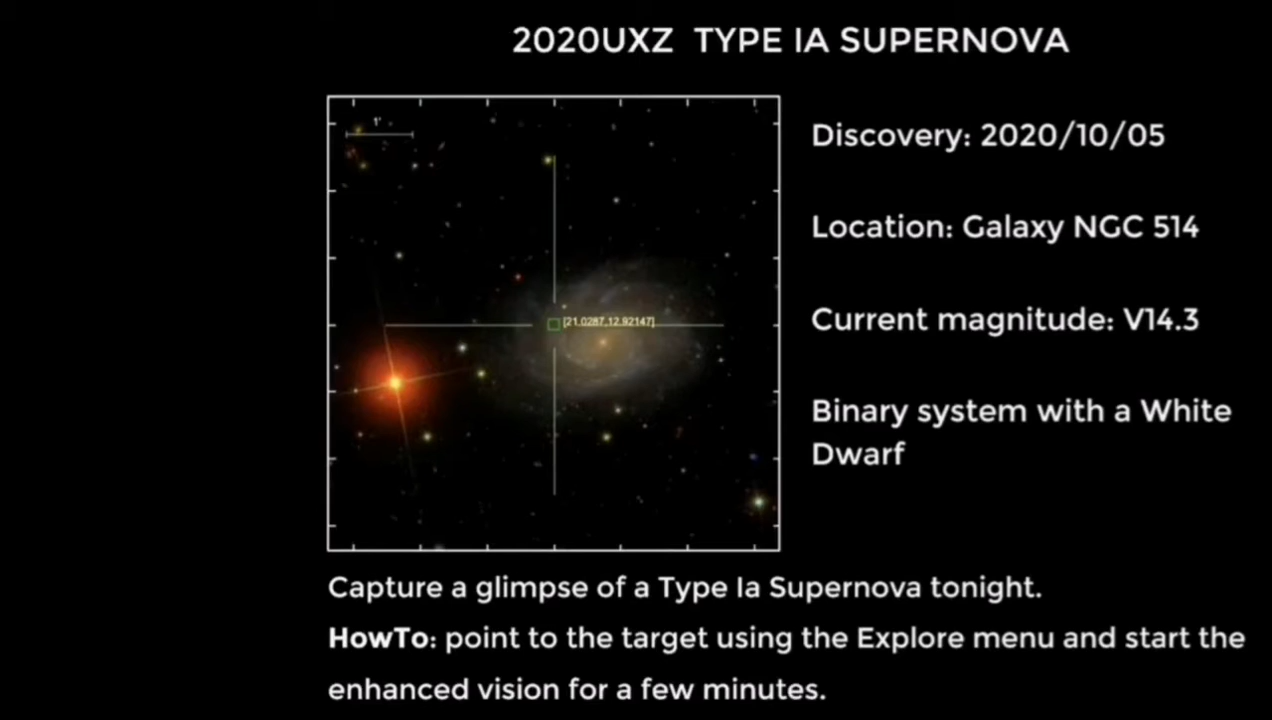 2020UXZ TYPE IA SUPERNOVA
1'
Discovery: 2020/10/05
Location: Galaxy NGC 514
[21.0287,12.92147]
Current magnitude: V14.3
Binary system with a White
Dwarf
Capture a glimpse of a Type Ia Supernova tonight.
HowTo: point to the target using the Explore menu and start the
enhanced vision for a few minutes.